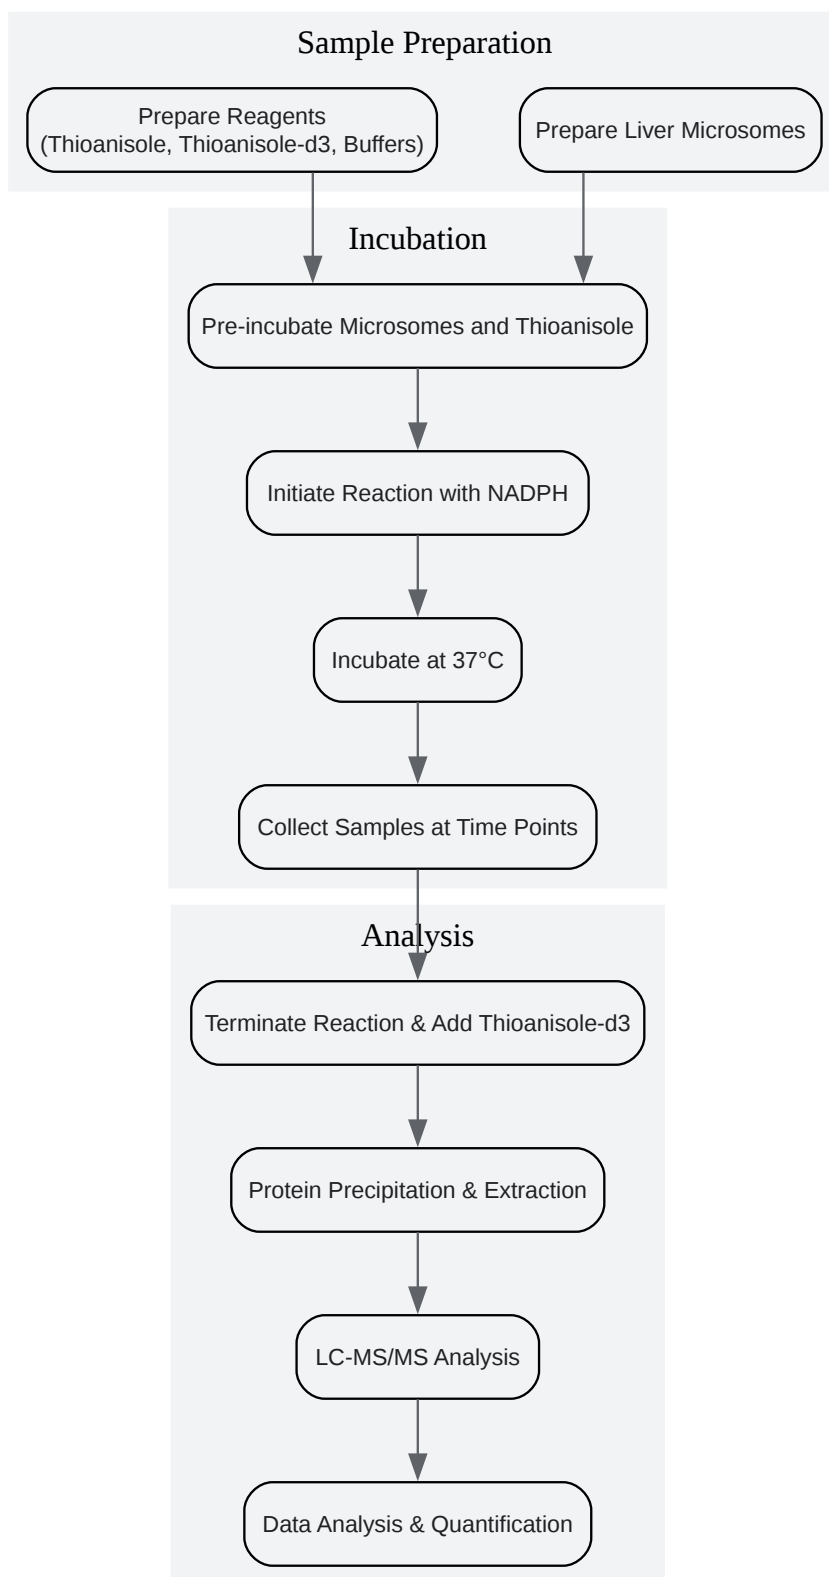 Sample Preparation
Prepare Reagents
(Thioanisole, Thioanisole-d3, Buffers)
Prepare Liver Microsomes
Incubation
Pre-incubate Microsomes and Thioanisole
Initiate Reaction with NADPH
Incubate at 37°C
Collect Samples at Time Points
Analysis
Terminate Reaction & Add Thioanisole-d3
Protein Precipitation & Extraction
LC-MS/MS Analysis
Data Analysis & Quantification